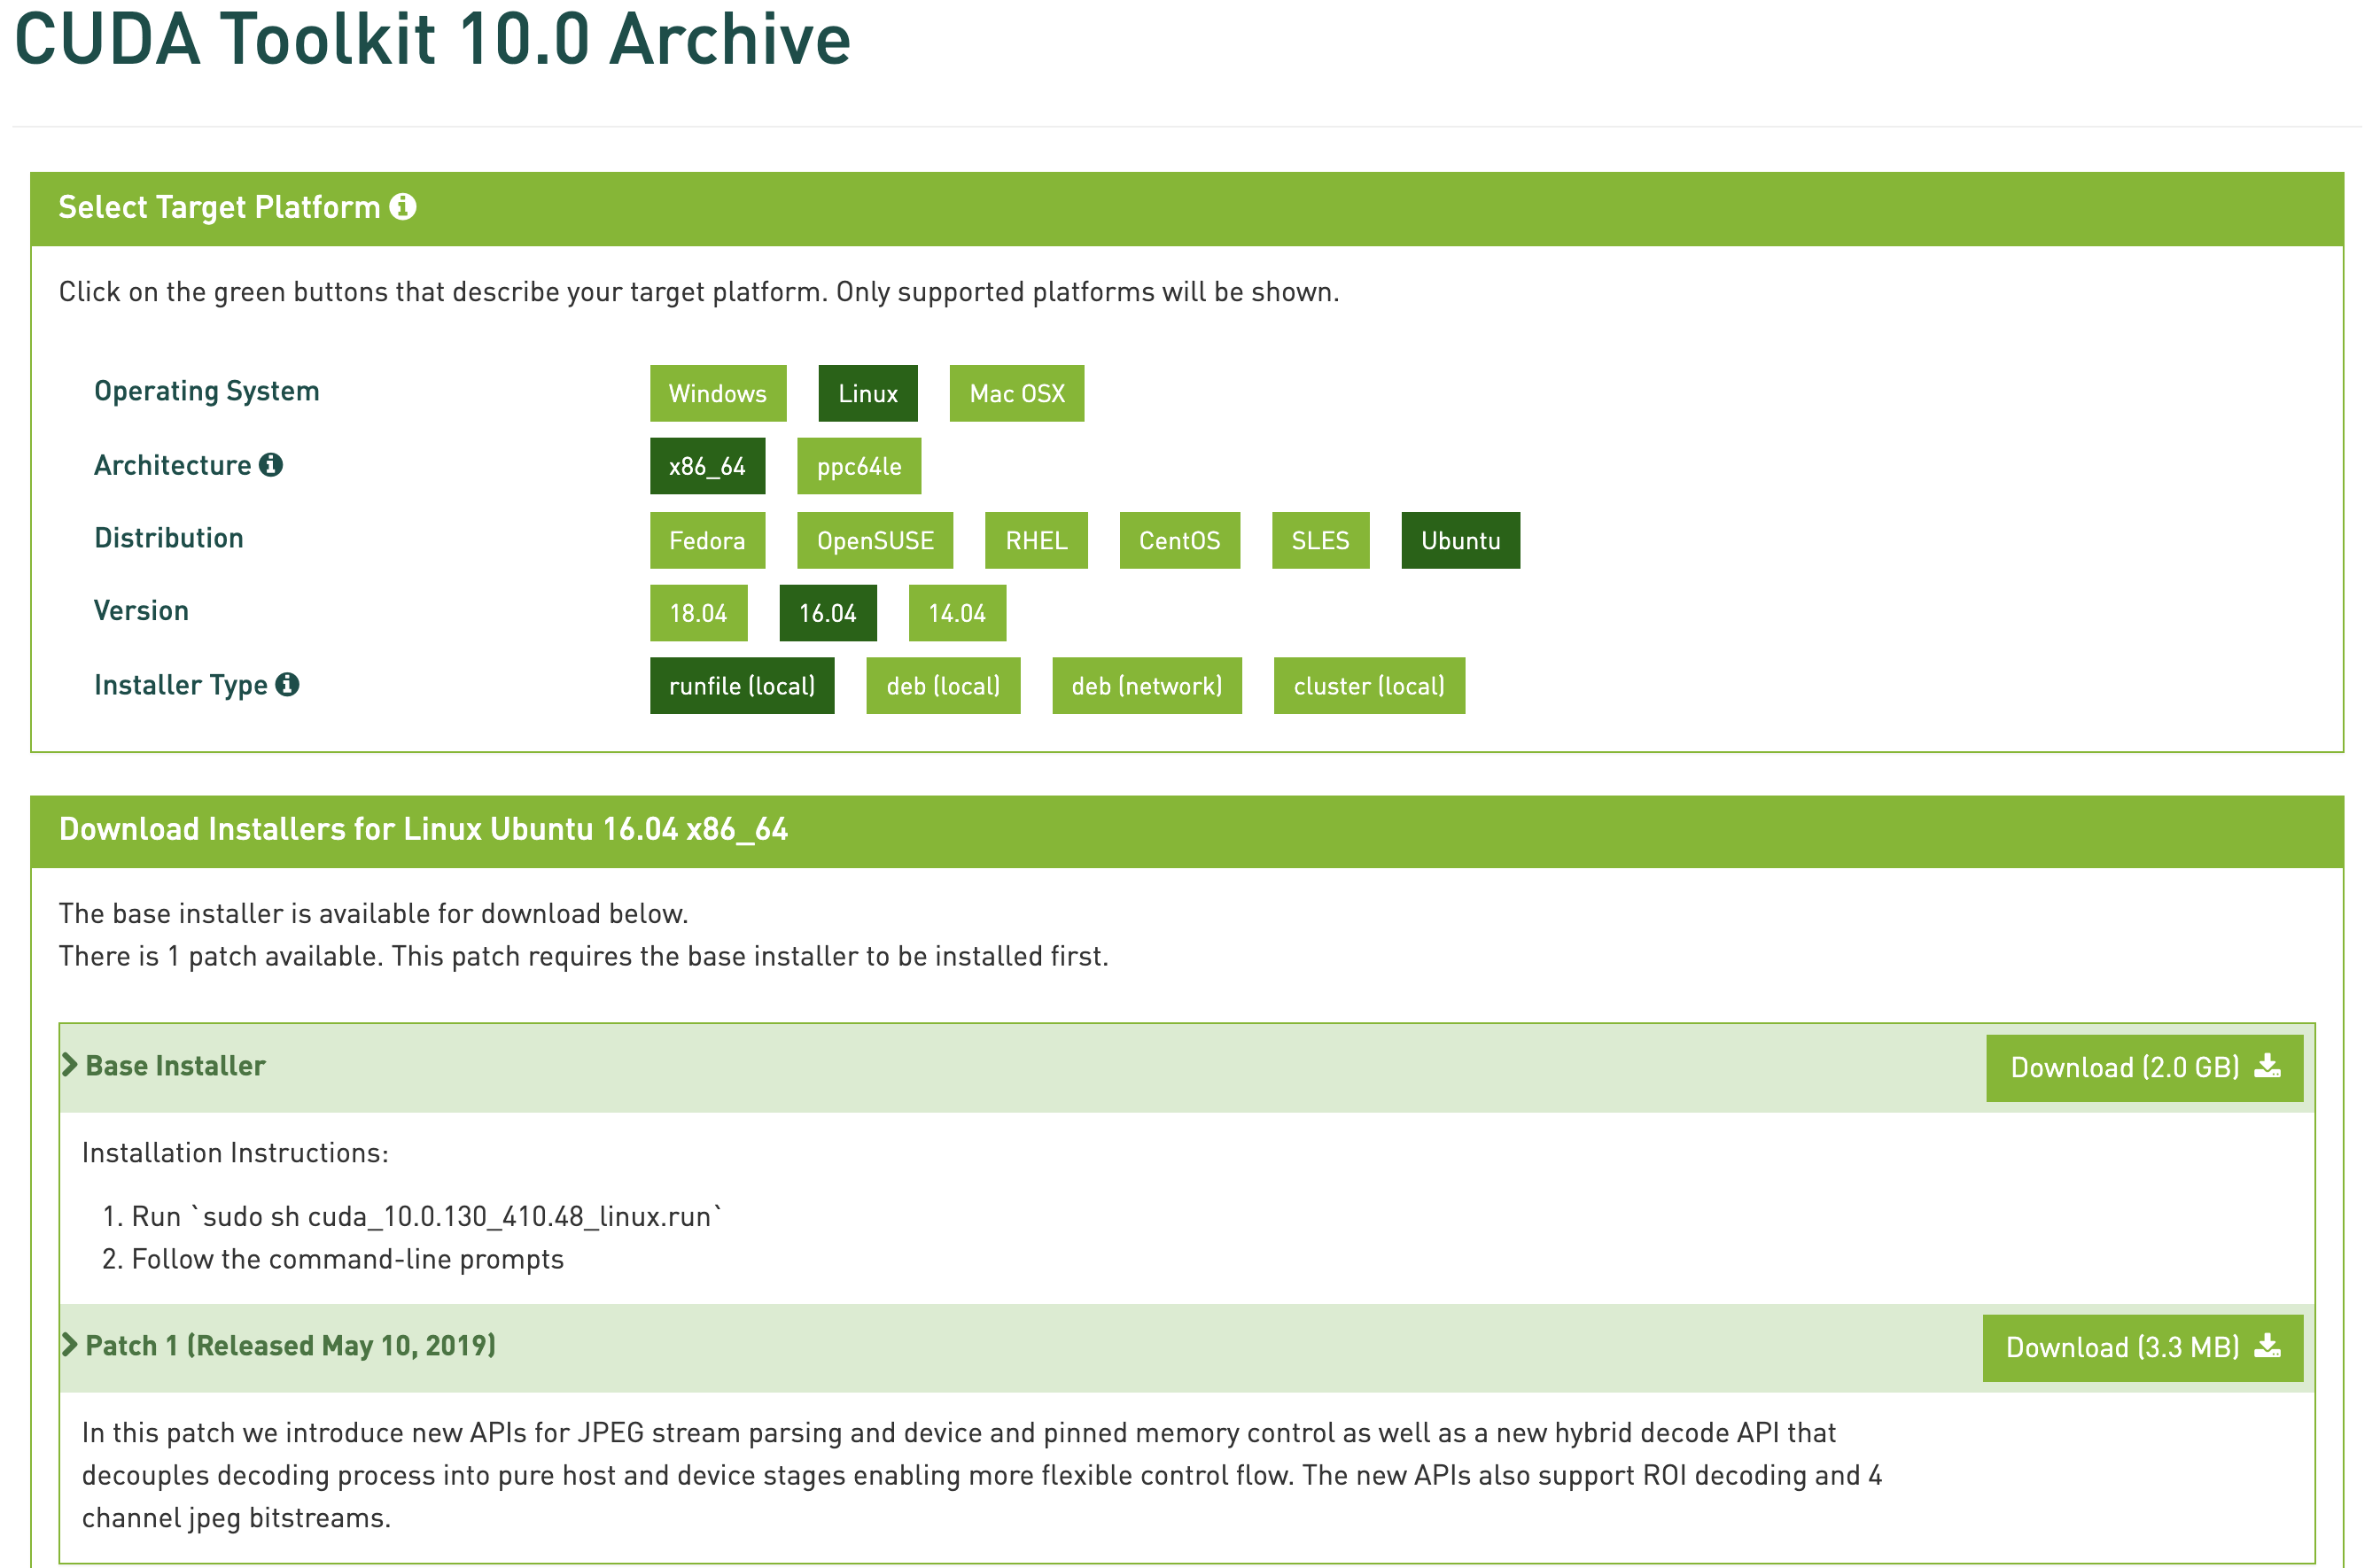 CUDA Toolkit 10.0 Archive
Select Target Platform
Click on the green buttons that describe your target platform. Only supported platforms will be shown.
Operating System Windows Linux Mac OSX
Architecture x86_64 ppc64le
Distribution Fedora OpenSUSE RHEL CentOS SLES Ubuntu
Version 18.04 16.04 14.04
Installer Type runfile (local) deb (local) deb (network) cluster (local)
Download Installers for Linux Ubuntu 16.04 x86_64
The base installer is available for download below.
There is 1 patch available. This patch requires the base installer to be installed first.
Base Installer Download (2.0 GB)
Installation Instructions:
1. Run `sudo sh cuda_10.0.130_410.48_linux.run`
2. Follow the command-line prompts
Patch 1 (Released May 10, 2019) Download (3.3 MB)
In this patch we introduce new APIs for JPEG stream parsing and device and pinned memory control as well as a new hybrid decode API that
decouples decoding process into pure host and device stages enabling more flexible control flow. The new APIs also support ROI decoding and 4
channel jpeg bitstreams.